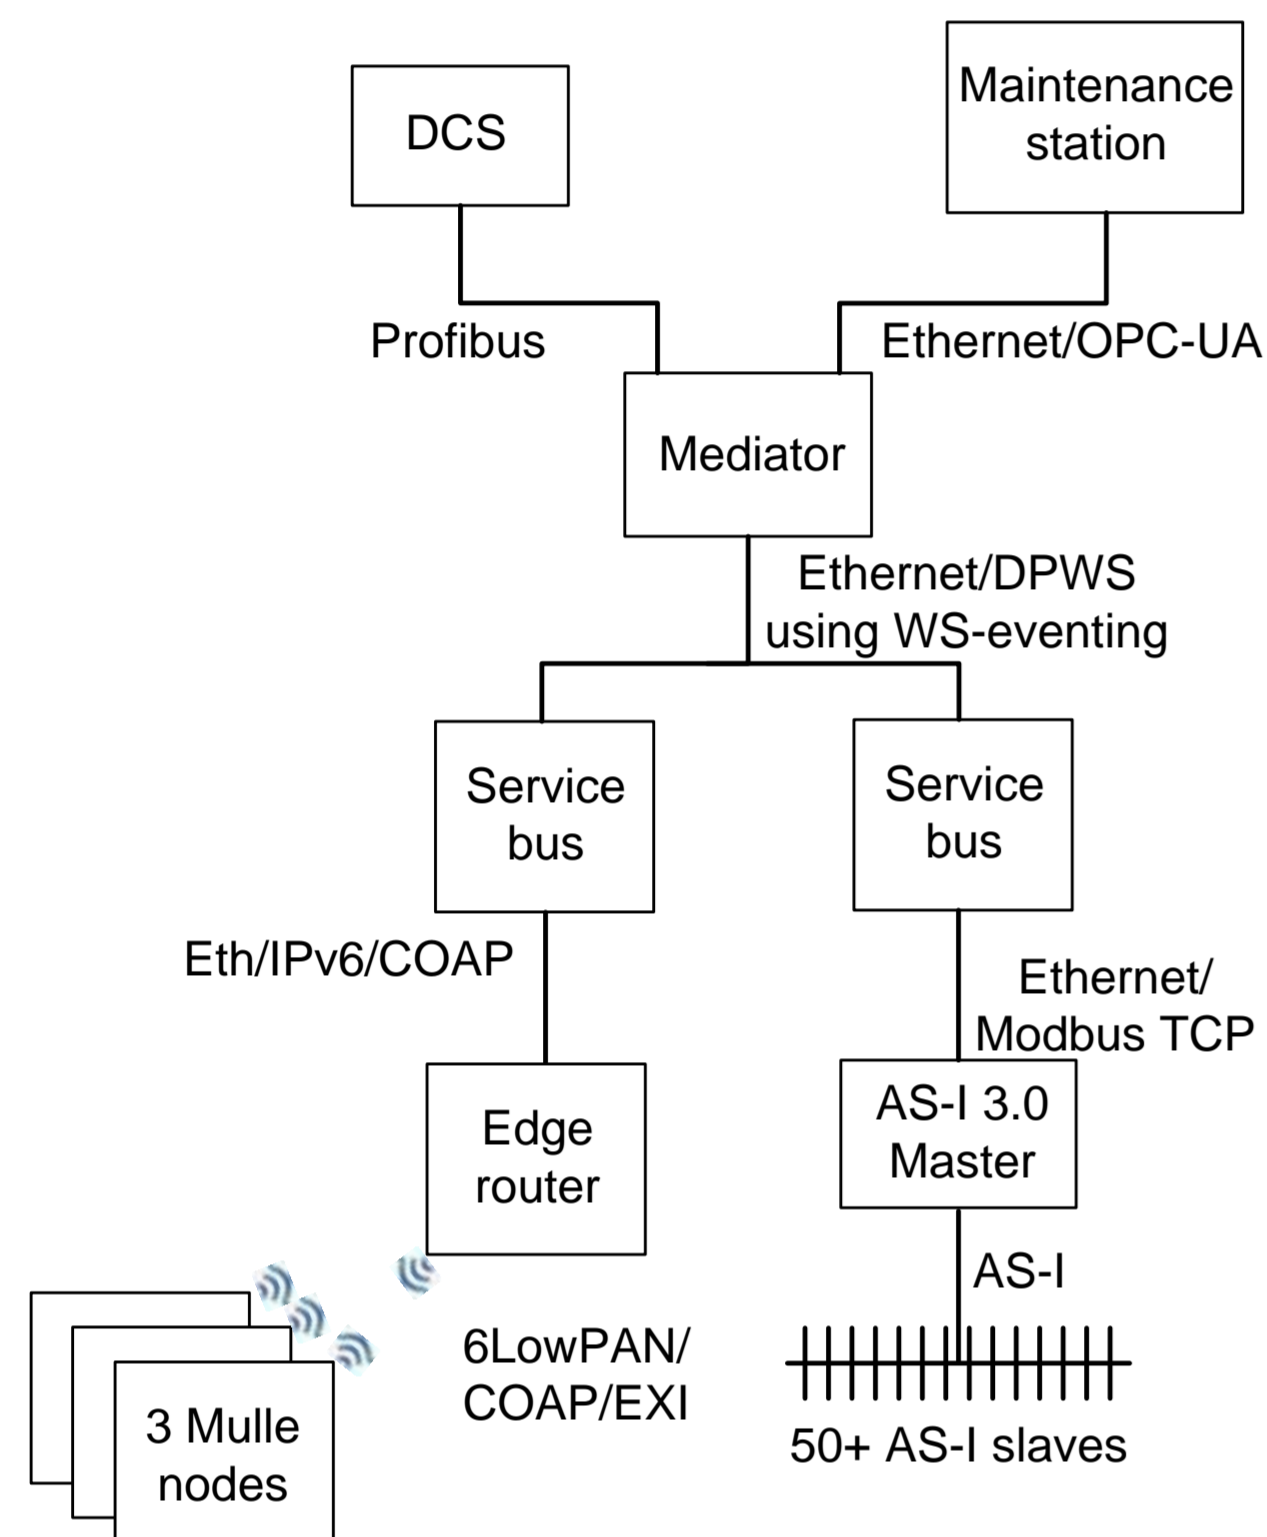 Maintenance
station
DCS
Profibus
Ethernet/OPC-UA
Mediator
Ethernet/DPWS
using WS-eventing
Service
bus
Service
bus
Eth/IPv6/COAP
Ethernet/
Modbus TCP
Edge
router
AS-I 3.0
Master
AS-I
6LowPAN/
COAP/EXI
3 Mulle
nodes
50+ AS-I slaves